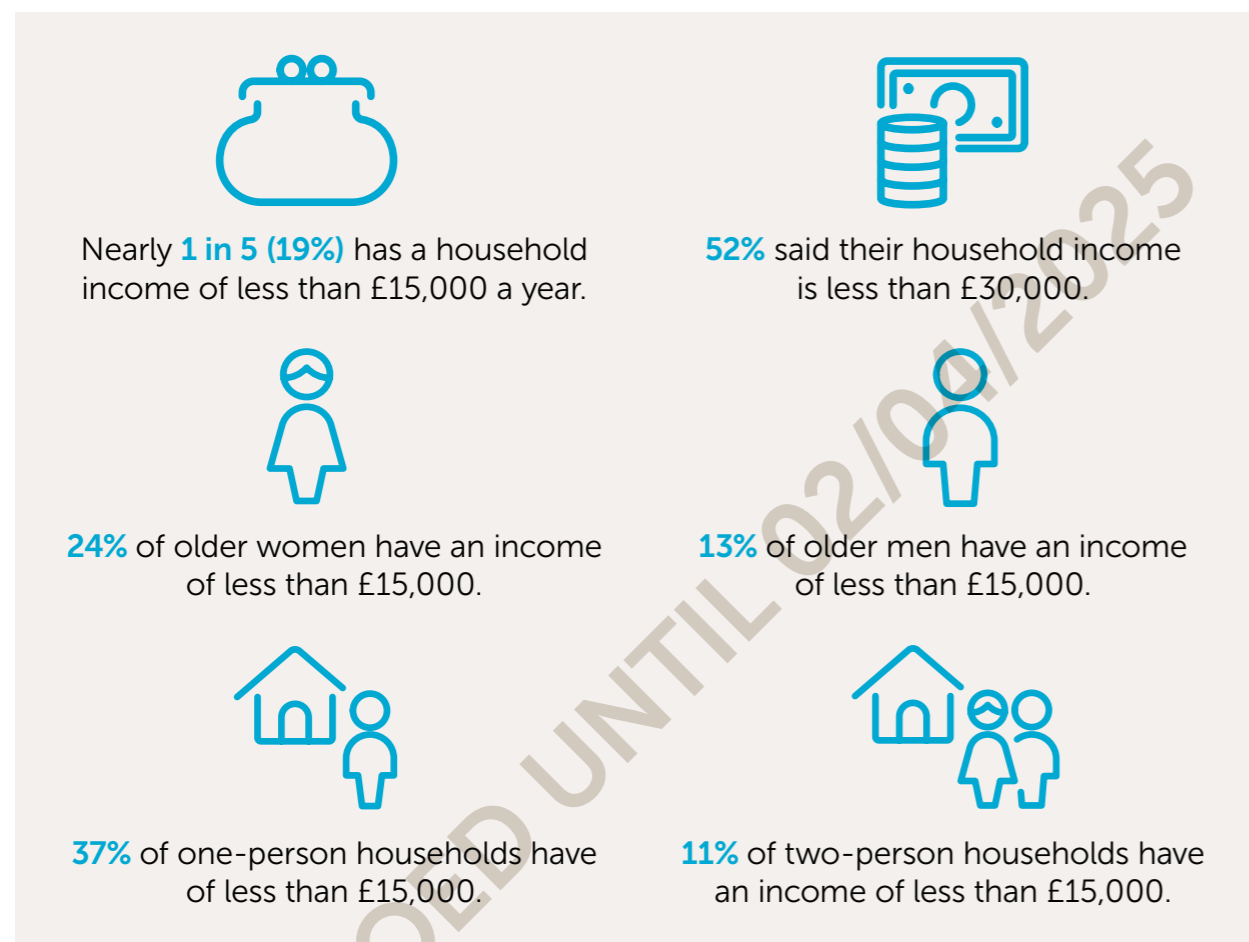 Nearly 1 in 5 (19%) has a household
income of less than £15,000 a year.
52% said their household income
is less than £30,000.
24% of older women have an income
of less than £15,000.
13% of older men have an income
of less than £15,000.
37% of one-person households have
of less than £15,000.
11% of two-person households have
an income of less than £15,000.
OED UNTIL 02/04/2025